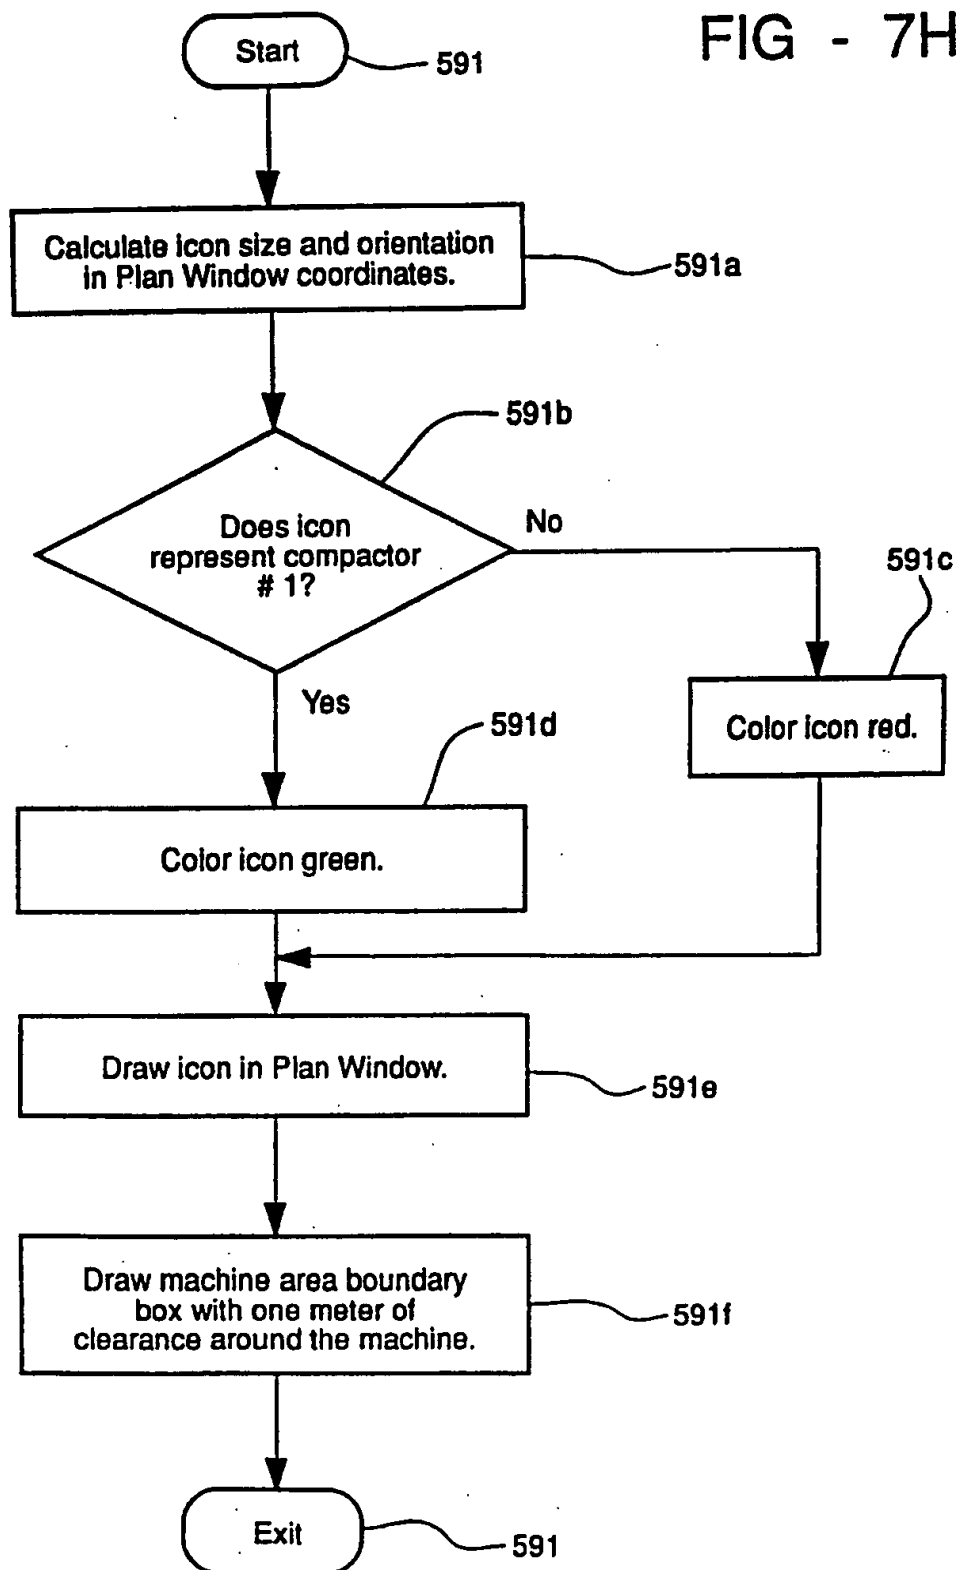 FIG - 7H
Start
591
Calculate icon size and orientation
in Plan Window coordinates.
591a
591b
Does icon
represent compactor
# 1?
No
591c
Yes
Color icon red.
591d
Color icon green.
Draw icon in Plan Window.
591e
Draw machine area boundary
box with one meter of
clearance around the machine.
591f
Exit
591